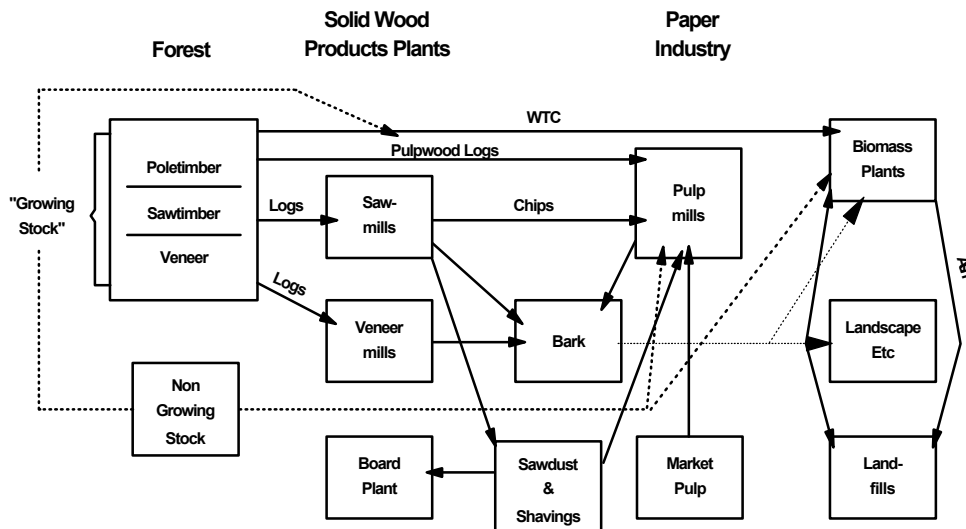 Solid Wood
Products Plants
Paper
Industry
Forest
WTC
Pulpwood Logs
Poletimber
Sawtimber
Veneer
"Growing
Stock"
Logs
Saw-
mills
Chips
Pulp
mills
Biomass
Plants
Logs
Veneer
mills
Bark
Landscape
Etc
Non
Growing
Stock
Board
Plant
Sawdust
&
Shavings
Market
Pulp
Land-
fills